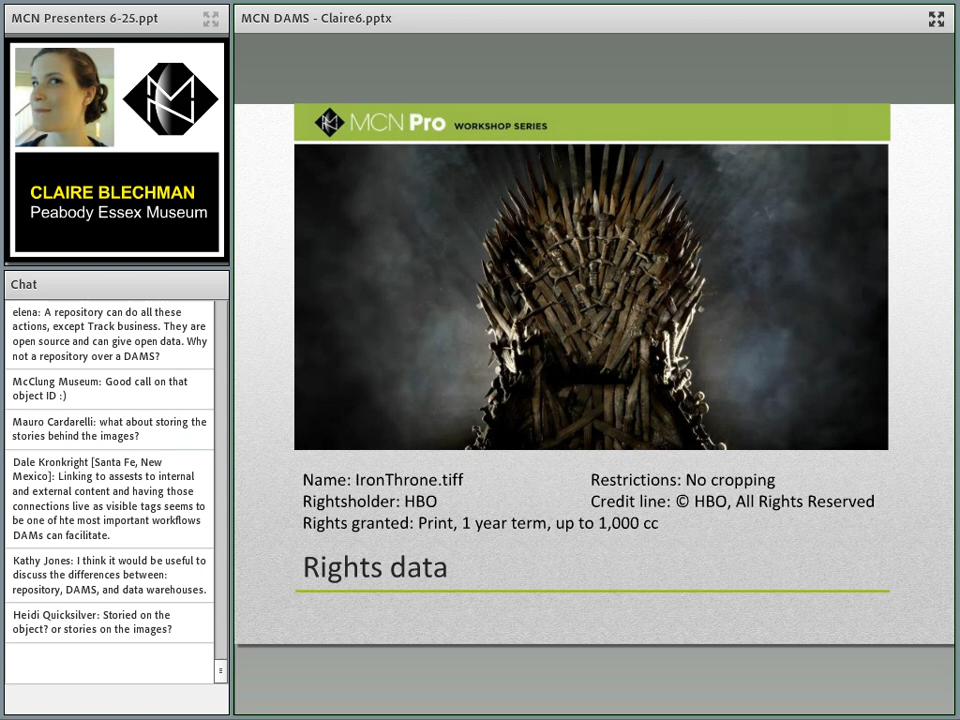 MCN Presenters 6-25.ppt
CLAIRE BLECHMAN
Peabody Essex Museum
Chat
elena: A repository can do all these
actions, except Track business. They are
open source and can give open data. Why
not a repository over a DAMS?
McClung Museum: Good call on that
object ID :)
Mauro Cardarelli: what about storing the
stories behind the images?
Dale Kronkright [Santa Fe, New
Mexico]: Linking to assests to internal
and external content and having those
connections live as visible tags seems to
be one of hte most important workflows
DAMs can facilitate.
Kathy Jones: I think it would be useful to
discuss the differences between:
repository, DAMS, and data warehouses.
Heidi Quicksilver: Storied on the
object? or stories on the images?
MCN DAMS - Claire6.pptx
MCN Pro WORKSHOP SERIES
Name: IronThrone.tiff
Rightsholder: HBO
Rights granted: Print, 1 year term, up to 1,000 cc
Restrictions: No cropping
Credit line: © HBO, All Rights Reserved
Rights data